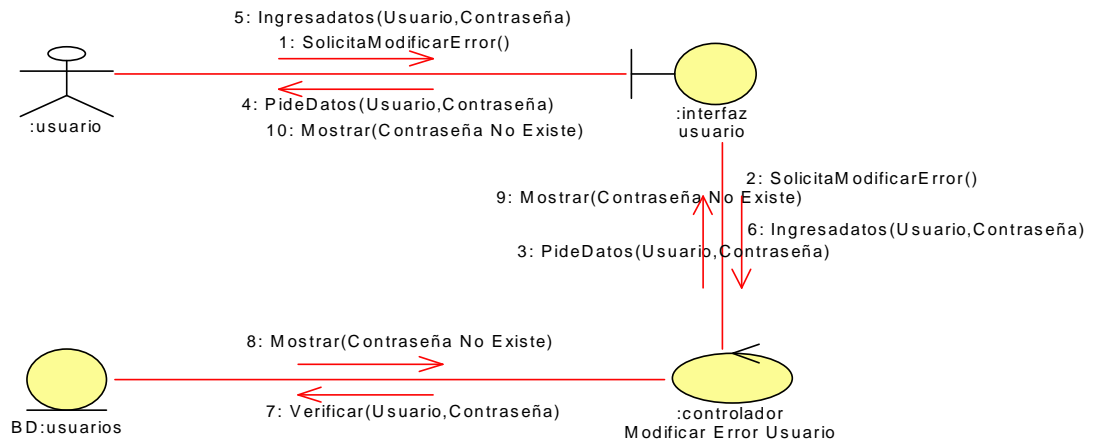 5: Ingresadatos(Usuario,Contraseña)
1: SolicitaModificarError()
4: PideDatos(Usuario,Contraseña)
10: Mostrar(Contraseña No Existe)
:usuario
:interfaz
usuario
2: SolicitaModificarError()
9: Mostrar(Contraseña No Existe)
6: Ingresadatos(Usuario,Contraseña)
3: PideDatos(Usuario,Contraseña)
8: Mostrar(Contraseña No Existe)
7: Verificar(Usuario,Contraseña)
BD:usuarios
:controlador
Modificar Error Usuario